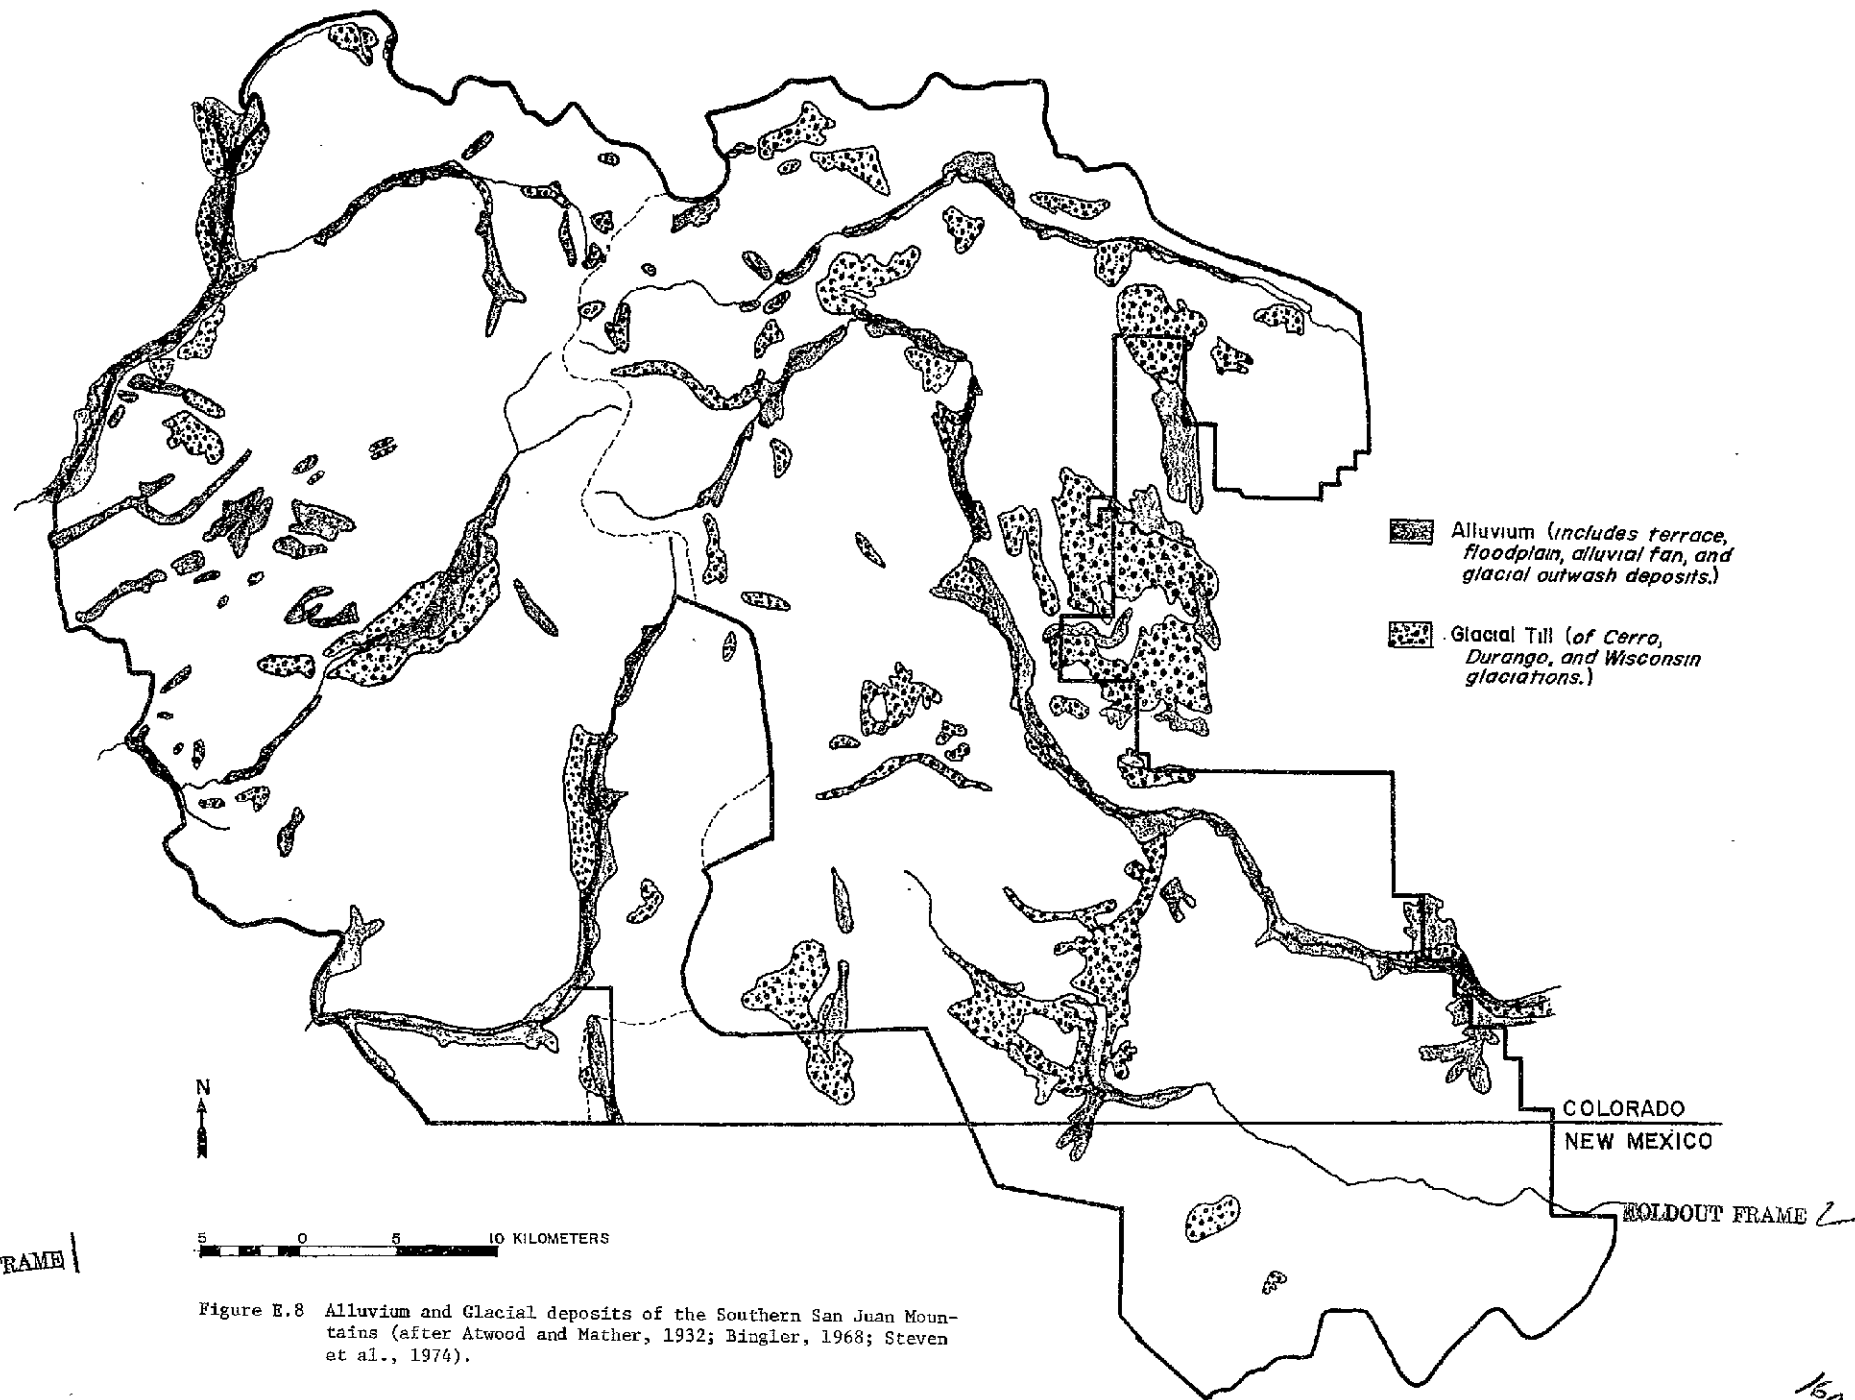 Alluvium (includes terrace,
floodplain, alluvial fan, and
glacial outwash deposits.)
Glacial Till (of Cerro,
Durango, and Wisconsin
glaciations.)
N
COLORADO
NEW MEXICO
FOLDOUT FRAME 2
5 0 5 10 KILOMETERS
RAME
Figure E.8 Alluvium and Glacial deposits of the Southern San Juan Moun-
tains (after Atwood and Mather, 1932; Bingler, 1968; Steven
et al., 1974).